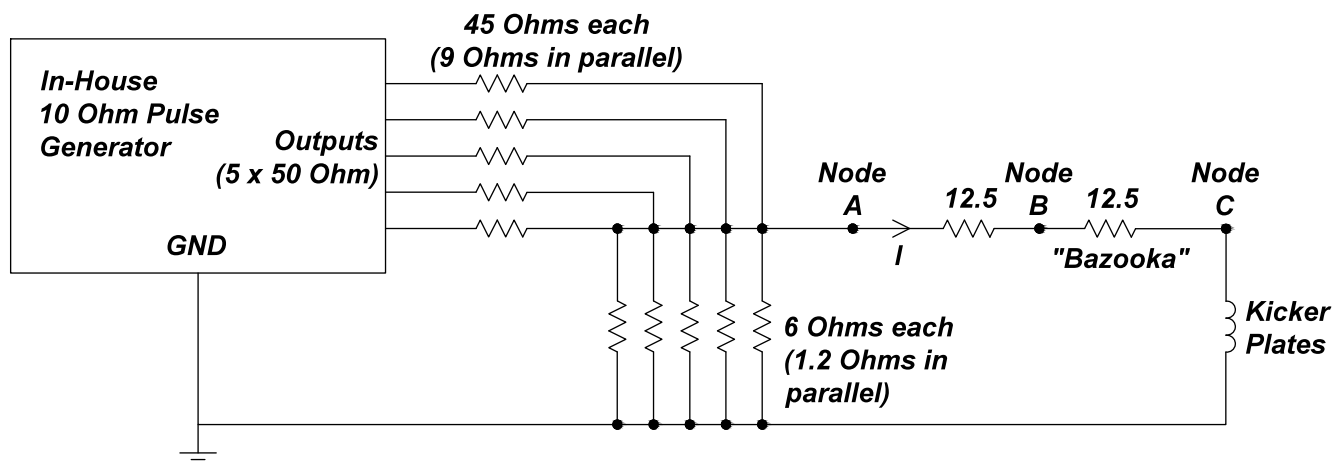 45 Ohms each
(9 Ohms in parallel)
In-House
10 Ohm Pulse
Generator
Outputs
(5 x 50 Ohm)
GND
Node
A
I
12.5
Node
B
12.5
"Bazooka"
Node
C
6 Ohms each
(1.2 Ohms in
parallel)
Kicker
Plates